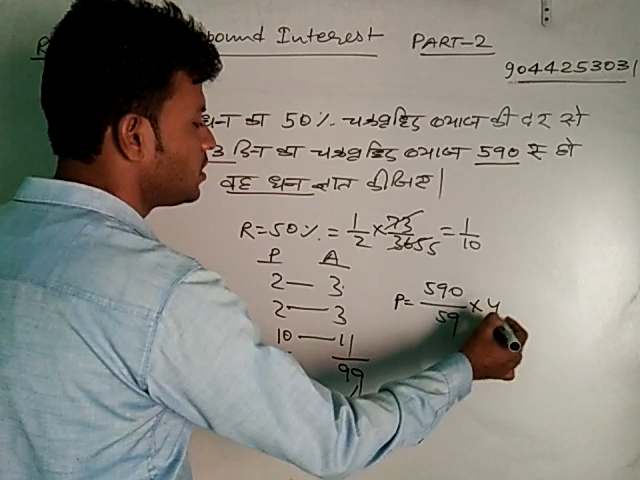 ound Interest PART-2
9044253031
धन का 50% चक्रवृद्धि ब्याज की दर से
3 दिन का चक्रवृद्धि ब्याज 590 रु हो
वह धन ज्ञात कीजिए |
R=50% = 1/2 × 73/3655 = 1/10
P A
2 — 3
2 — 3
10 — 11
99
P = 590/59 × 4